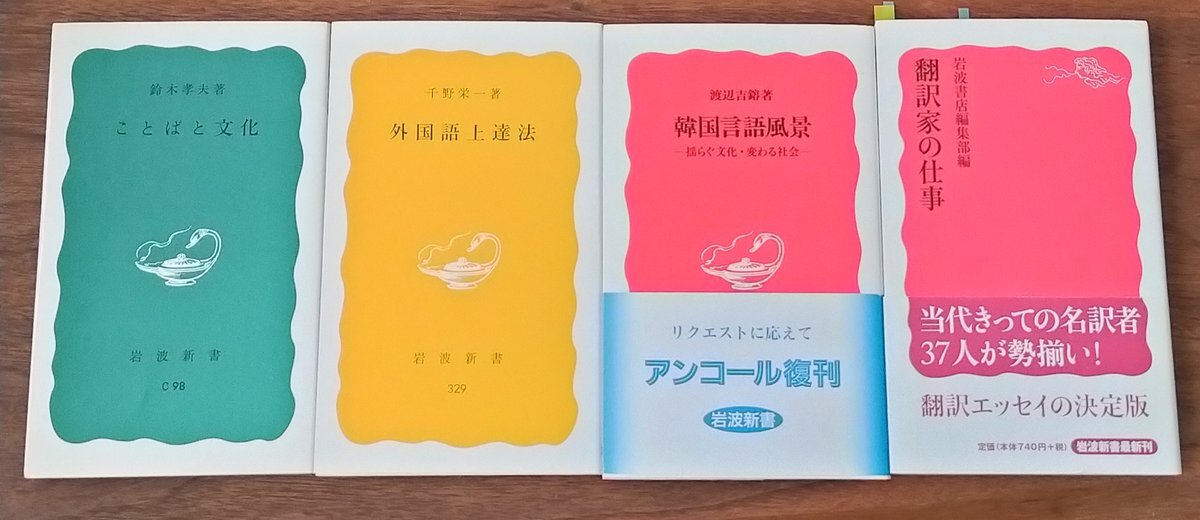 鈴木孝夫著
ことばと文化
岩波新書
C 98
千野栄一著
外国語上達法
岩波新書
329
渡辺吉鎔著
韓国言語風景
―揺らぐ文化・変わる社会―
リクエストに応えて
アンコール復刊
岩波新書
翻訳家の仕事
岩波書店編集部編
当代きっての名訳者
37人が勢揃い!
翻訳エッセイの決定版
定価(本体740円+税)
岩波新書最新刊